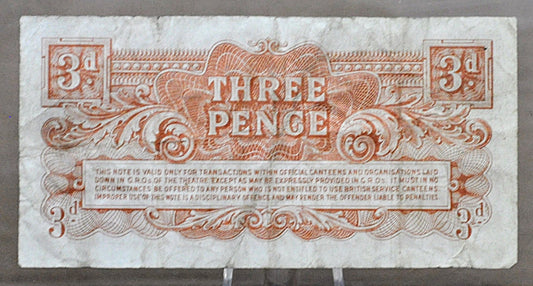 3d 3d
THREE
PENCE
THIS NOTE IS VALID ONLY FOR TRANSACTIONS WITHIN OFFICIAL CANTEENS AND ORGANISATIONS LAID
DOWN IN G.R.Os. OF THE THEATRE. EXCEPT AS MAY BE EXPRESSLY PROVIDED IN G.R.Os. IT MUST IN NO
CIRCUMSTANCES BE OFFERED TO ANY PERSON WHO IS NOT ENTITLED TO USE BRITISH SERVICE CANTEENS.
IMPROPER USE OF THIS NOTE IS A DISCIPLINARY OFFENCE AND MAY RENDER THE OFFENDER LIABLE TO PENALTIES.
3d 3d